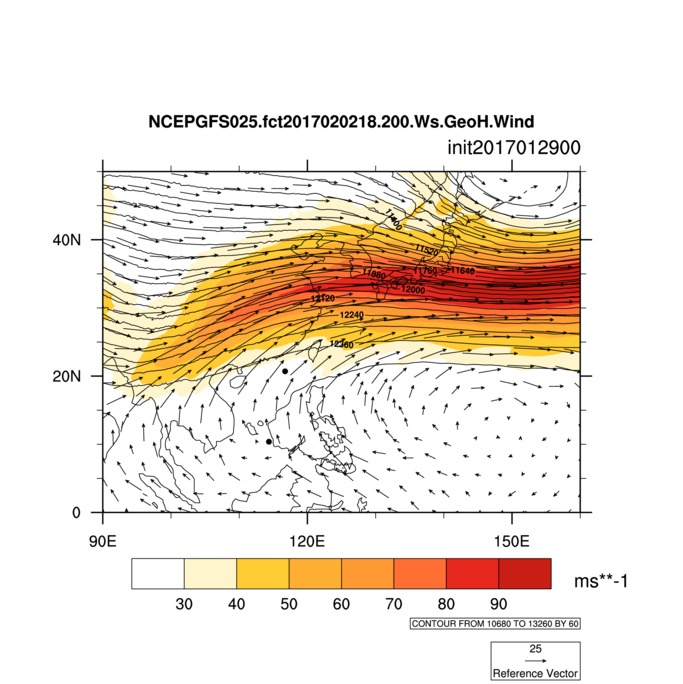 NCEPGFS025.fct2017020218.200.Ws.GeoH.Wind
init2017012900
11400
40N
11520
11880
11760
11640
12000
12120
12240
12360
20N
0
90E
120E
150E
ms**-1
30 40 50 60 70 80 90
CONTOUR FROM 10680 TO 13260 BY 60
25
Reference Vector